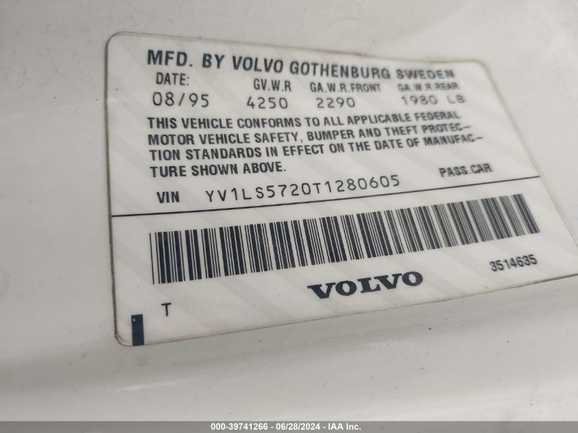 MFD. BY VOLVO GOTHENBURG SWEDEN
DATE: GV.W.R GA.W.R.FRONT GA.W.R.REAR
08/95 4250 2290 1980 LB
THIS VEHICLE CONFORMS TO ALL APPLICABLE FEDERAL
MOTOR VEHICLE SAFETY, BUMPER AND THEFT PROTEC-
TION STANDARDS IN EFFECT ON THE DATE OF MANUFAC-
TURE SHOWN ABOVE. PASS.CAR
VIN YV1LS5720T1280605
3514635
VOLVO
T
000-39741266 - 06/28/2024 - IAA Inc.